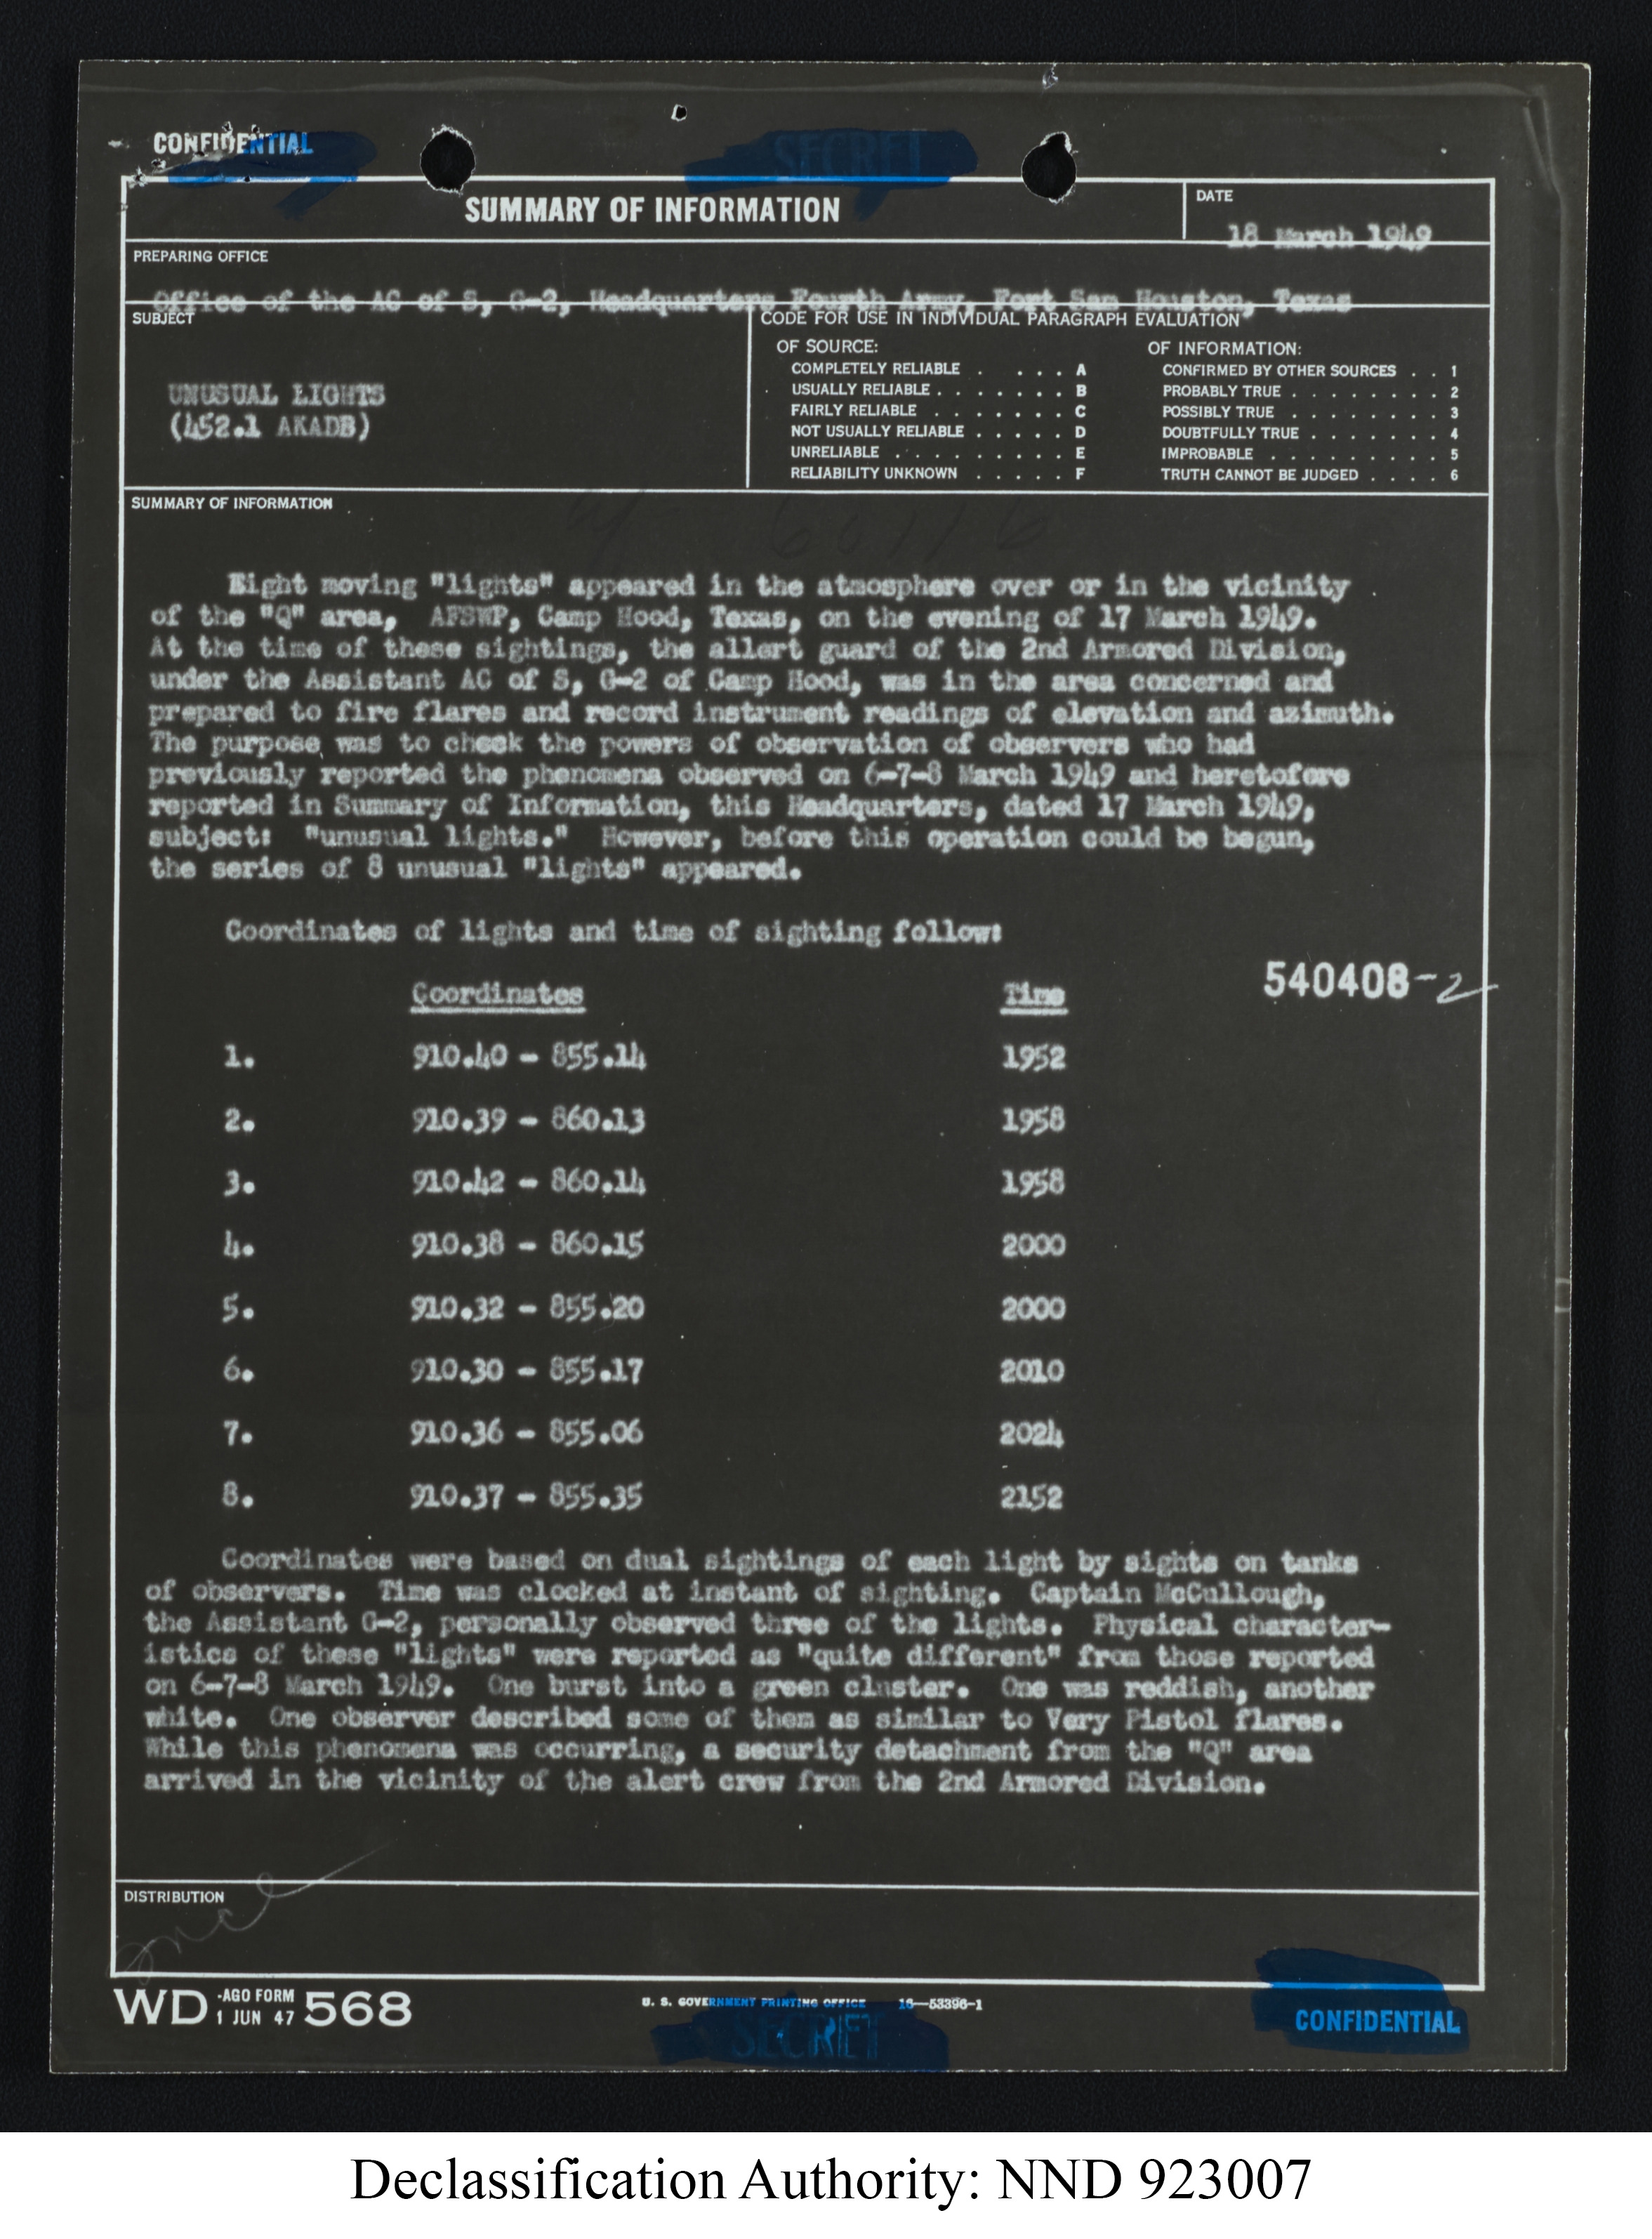 CONFIDENTIAL
SECRET
SUMMARY OF INFORMATION
DATE
18 March 1949
PREPARING OFFICE
Office of the AC of S, G-2, Headquarters Fourth Army, Fort Sam Houston, Texas
SUBJECT
UNUSUAL LIGHTS
(452.1 AKADB)
CODE FOR USE IN INDIVIDUAL PARAGRAPH EVALUATION
OF SOURCE:
COMPLETELY RELIABLE . . . . A
USUALLY RELIABLE . . . . . . . B
FAIRLY RELIABLE . . . . . . . C
NOT USUALLY RELIABLE . . . . . D
UNRELIABLE . . . . . . . . . E
RELIABILITY UNKNOWN . . . . . F
OF INFORMATION:
CONFIRMED BY OTHER SOURCES . . 1
PROBABLY TRUE . . . . . . . . 2
POSSIBLY TRUE . . . . . . . . 3
DOUBTFULLY TRUE . . . . . . . 4
IMPROBABLE . . . . . . . . . 5
TRUTH CANNOT BE JUDGED . . . . 6
SUMMARY OF INFORMATION
Eight moving "lights" appeared in the atmosphere over or in the vicinity
of the "Q" area, AFSWP, Camp Hood, Texas, on the evening of 17 March 1949.
At the time of these sightings, the allert guard of the 2nd Armored Division,
under the Assistant AC of S, G-2 of Camp Hood, was in the area concerned and
prepared to fire flares and record instrument readings of elevation and azimuth.
The purpose was to check the powers of observation of observers who had
previously reported the phenomena observed on 6-7-8 March 1949 and heretofore
reported in Summary of Information, this Headquarters, dated 17 March 1949,
subject: "unusual lights." However, before this operation could be begun,
the series of 8 unusual "lights" appeared.
Coordinates of lights and time of sighting follow:
540408-2
Coordinates Time
1. 910.40 - 855.14 1952
2. 910.39 - 860.13 1958
3. 910.42 - 860.14 1958
4. 910.38 - 860.15 2000
5. 910.32 - 855.20 2000
6. 910.30 - 855.17 2010
7. 910.36 - 855.06 2024
8. 910.37 - 855.35 2152
Coordinates were based on dual sightings of each light by sights on tanks
of observers. Time was clocked at instant of sighting. Captain McCullough,
the Assistant G-2, personally observed three of the lights. Physical character-
istics of these "lights" were reported as "quite different" from those reported
on 6-7-8 March 1949. One burst into a green cluster. One was reddish, another
white. One observer described some of them as similar to Very Pistol flares.
While this phenomena was occurring, a security detachment from the "Q" area
arrived in the vicinity of the alert crew from the 2nd Armored Division.
DISTRIBUTION
WD AGO FORM 1 JUN 47 568
U. S. GOVERNMENT PRINTING OFFICE 16—53396-1
SECRET
CONFIDENTIAL
Declassification Authority: NND 923007